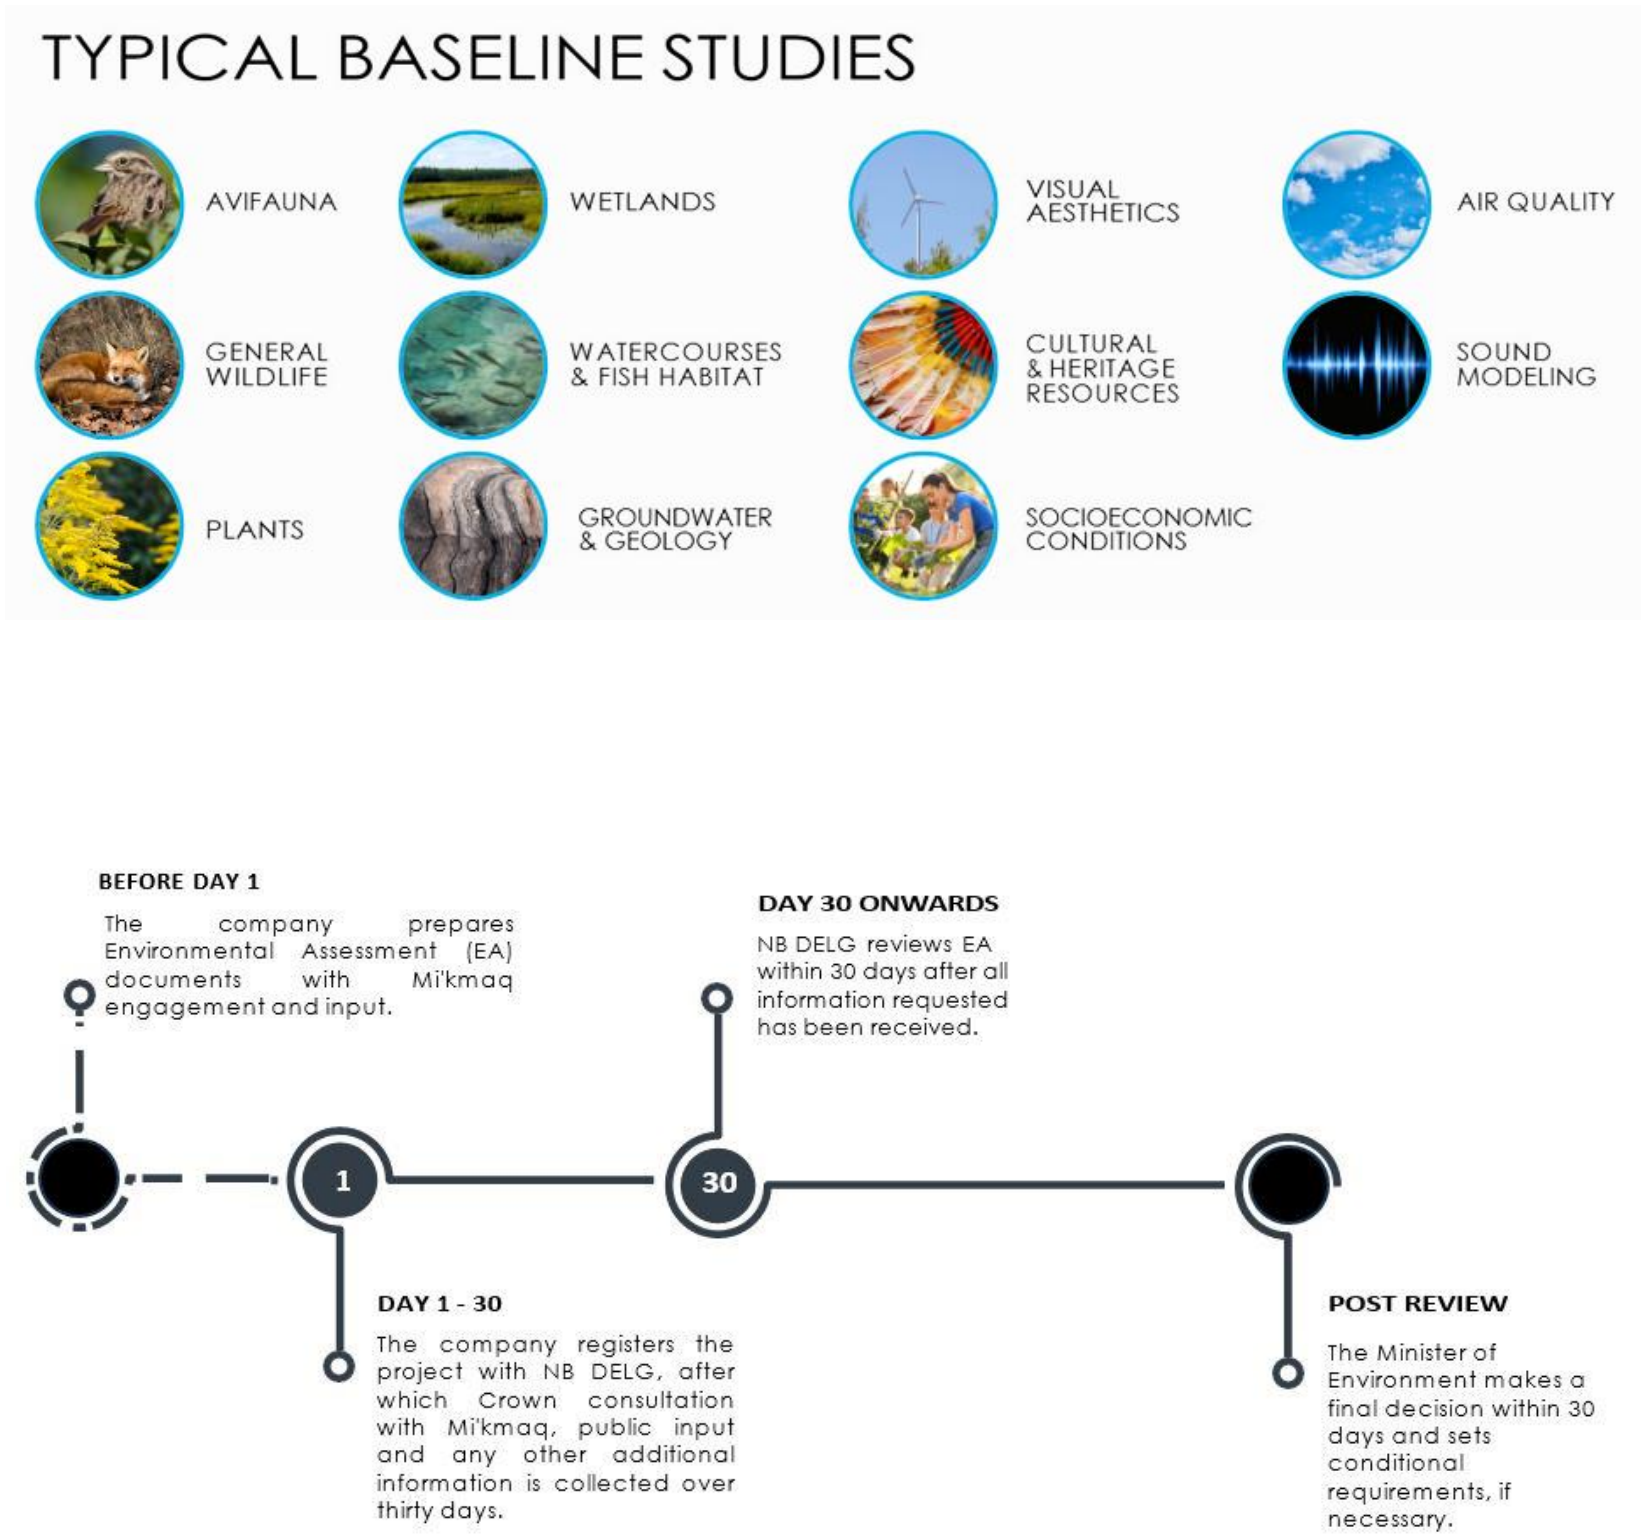 TYPICAL BASELINE STUDIES
AVIFAUNA
WETLANDS
VISUAL
AESTHETICS
AIR QUALITY
GENERAL
WILDLIFE
WATERCOURSES
& FISH HABITAT
CULTURAL
& HERITAGE
RESOURCES
SOUND
MODELING
PLANTS
GROUNDWATER
& GEOLOGY
SOCIOECONOMIC
CONDITIONS
BEFORE DAY 1
The company prepares
Environmental Assessment (EA)
documents with Mi'kmaq
engagement and input.
DAY 30 ONWARDS
NB DELG reviews EA
within 30 days after all
information requested
has been received.
1
30
DAY 1 - 30
The company registers the
project with NB DELG, after
which Crown consultation
with Mi'kmaq, public input
and any other additional
information is collected over
thirty days.
POST REVIEW
The Minister of
Environment makes a
final decision within 30
days and sets
conditional
requirements, if
necessary.